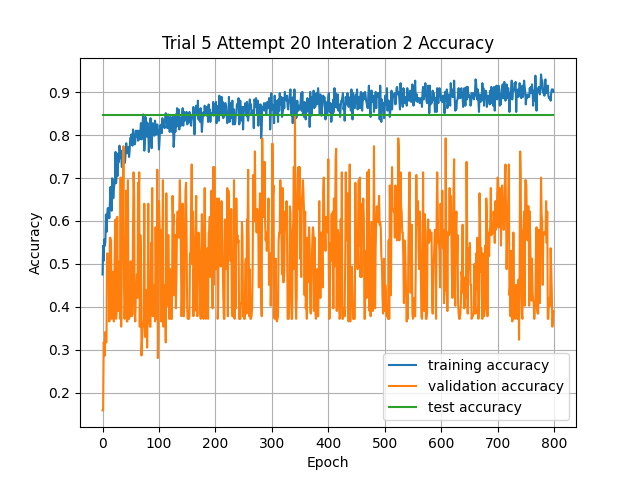 Trial 5 Attempt 20 Interation 2 Accuracy
Accuracy
0.9
0.8
0.7
0.6
0.5
0.4
0.3
0.2
training accuracy
validation accuracy
test accuracy
0 100 200 300 400 500 600 700 800
Epoch